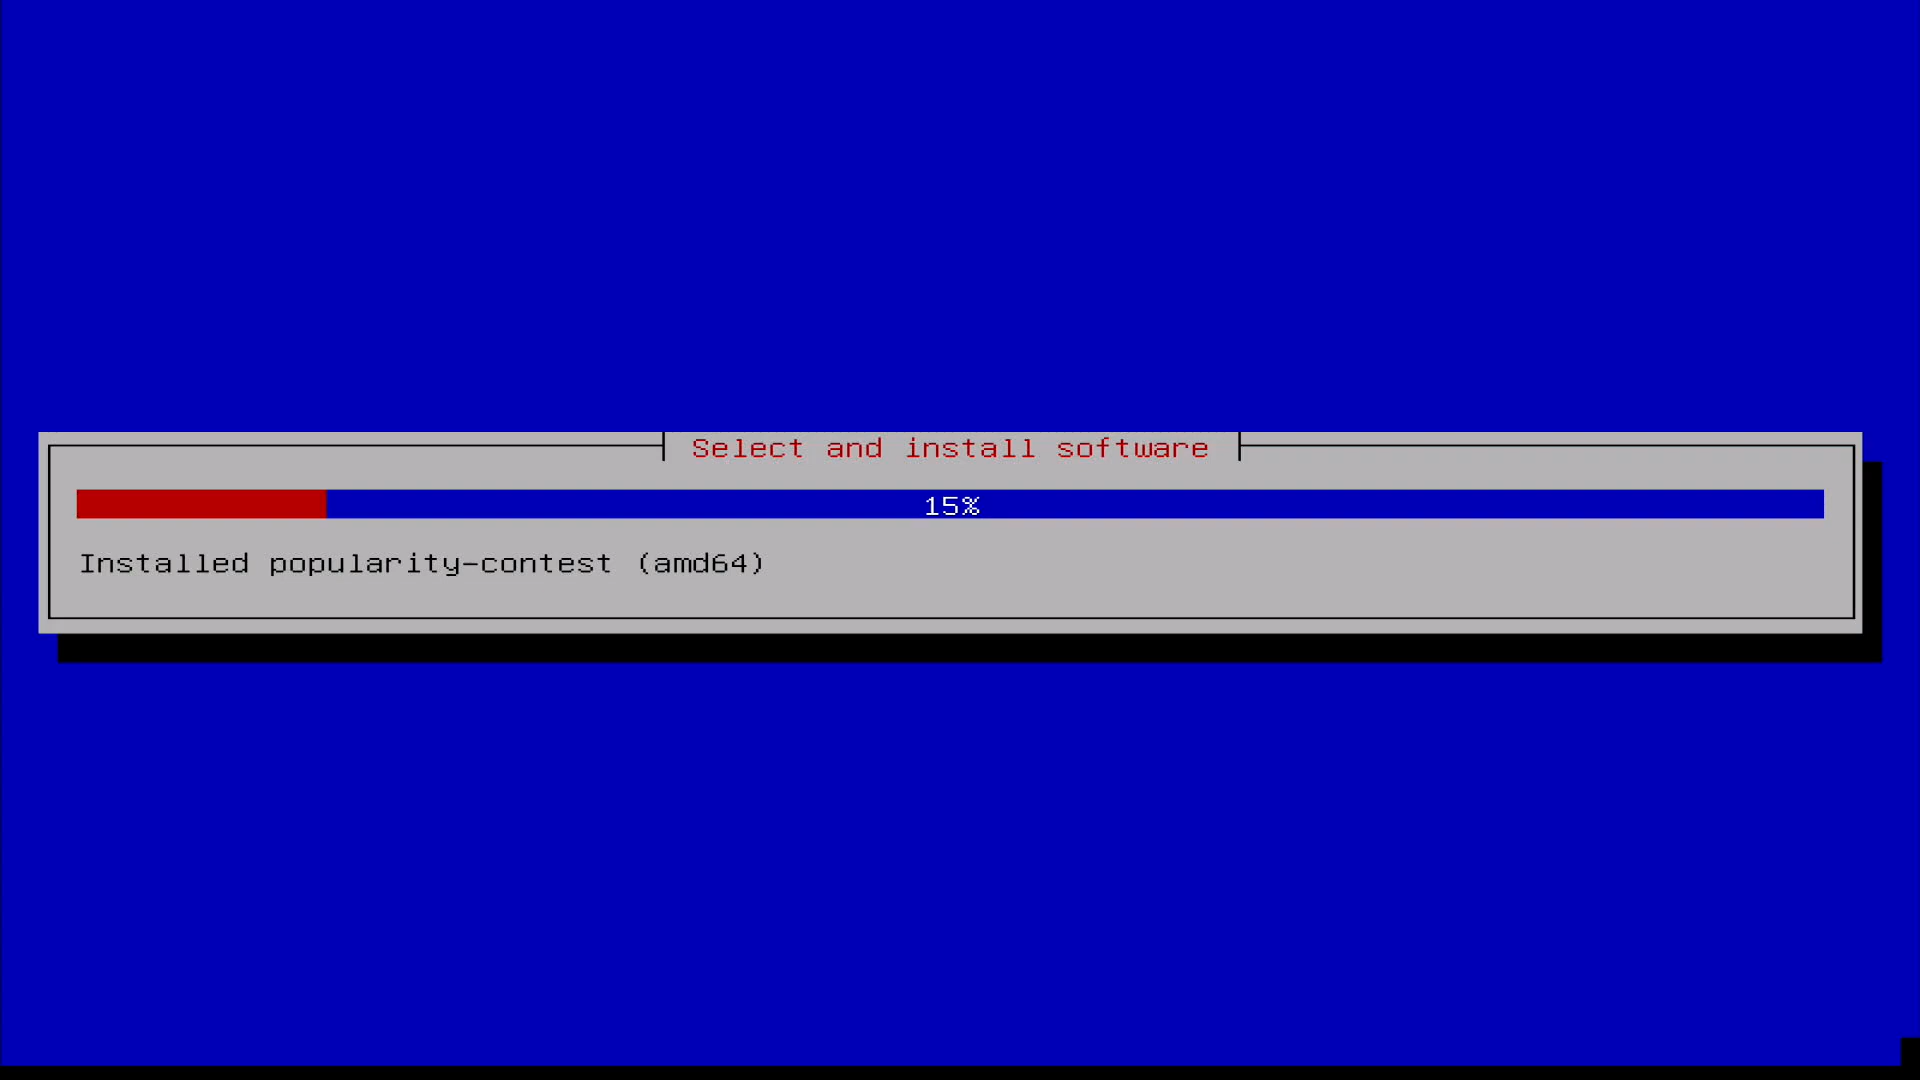 Select and install software
15%
Installed popularity-contest (amd64)